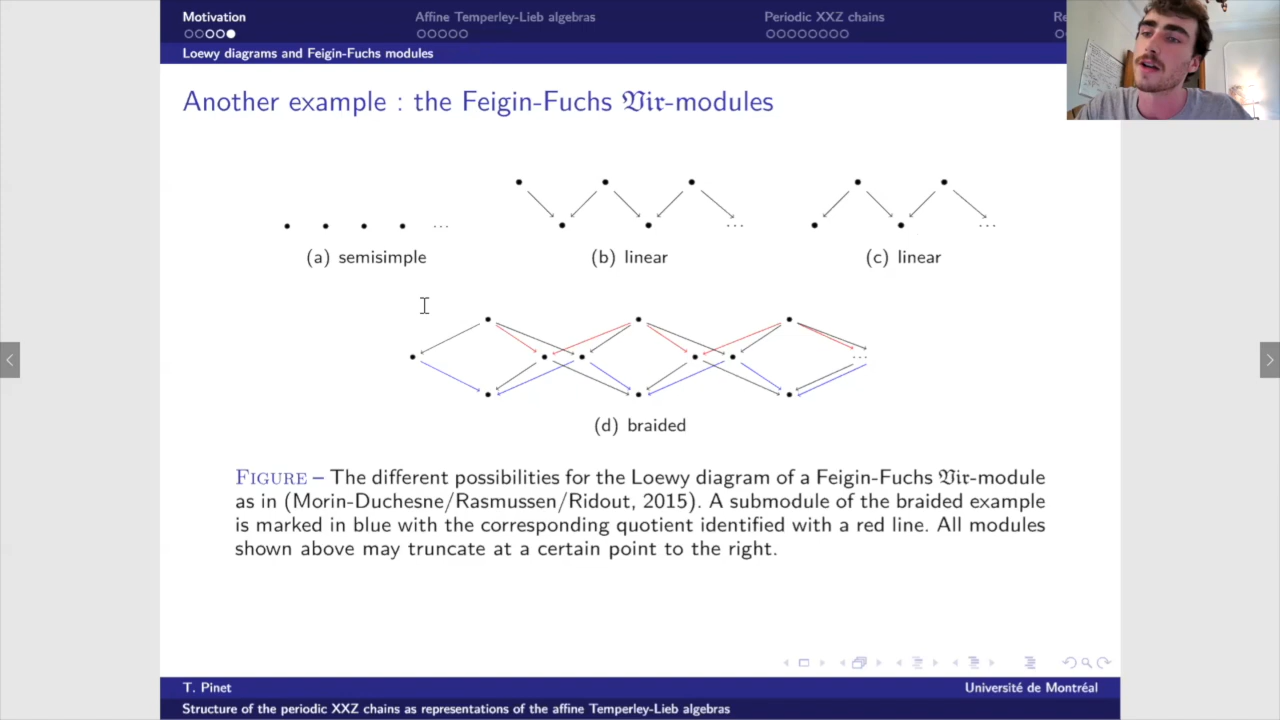 Motivation
Affine Temperley-Lieb algebras
Periodic XXZ chains
Loewy diagrams and Feigin-Fuchs modules
Another example : the Feigin-Fuchs 𝔙𝔦𝔯-modules
...
(a) semisimple
...
(b) linear
...
(c) linear
...
(d) braided
Figure – The different possibilities for the Loewy diagram of a Feigin-Fuchs 𝔙𝔦𝔯-module
as in (Morin-Duchesne/Rasmussen/Ridout, 2015). A submodule of the braided example
is marked in blue with the corresponding quotient identified with a red line. All modules
shown above may truncate at a certain point to the right.
T. Pinet
Université de Montréal
Structure of the periodic XXZ chains as representations of the affine Temperley-Lieb algebras